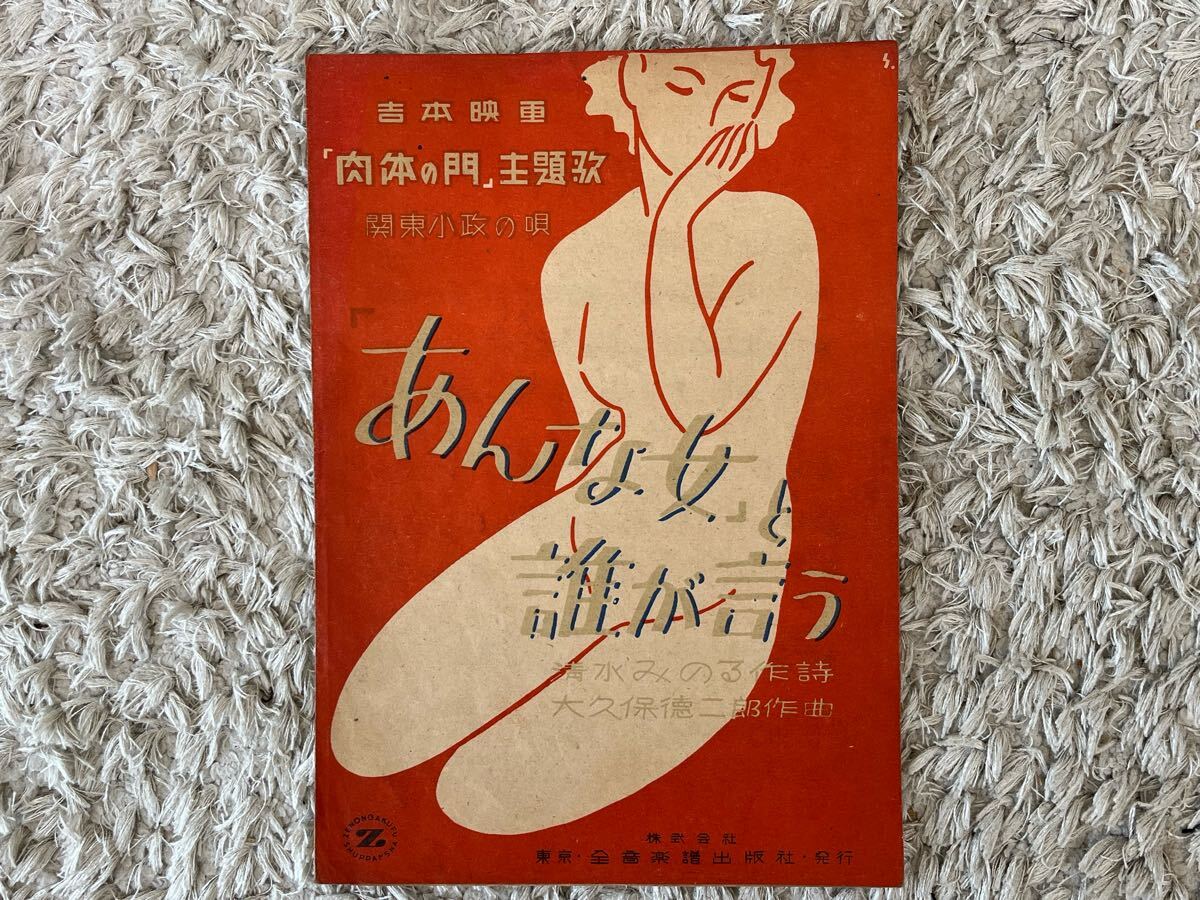 吉本映画
「肉体の門」主題歌
関東小政の唄
「あんな女」と
誰が言う
清水みのる作詩
大久保徳二郎作曲
ZENONGAKUFU
Z
SHUPPANSHA
株式会社
東京・全音楽譜出版社・発行